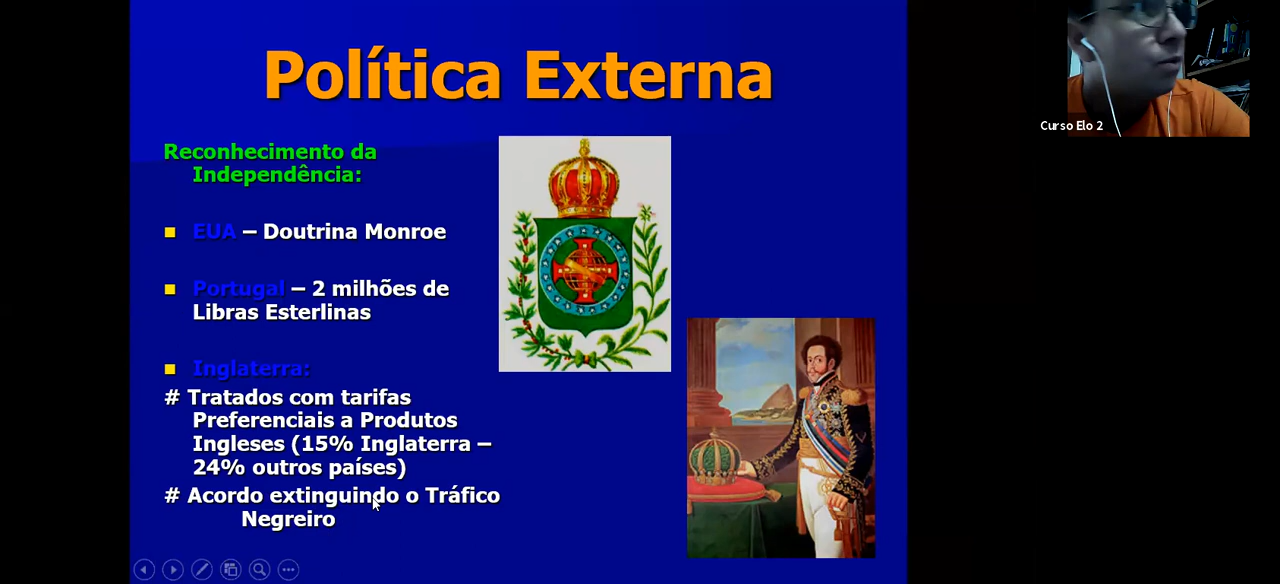 Política Externa
Reconhecimento da
Independência:
EUA – Doutrina Monroe
Portugal – 2 milhões de
Libras Esterlinas
Inglaterra:
# Tratados com tarifas
Preferenciais a Produtos
Ingleses (15% Inglaterra –
24% outros países)
# Acordo extinguindo o Tráfico
Negreiro
Curso Elo 2